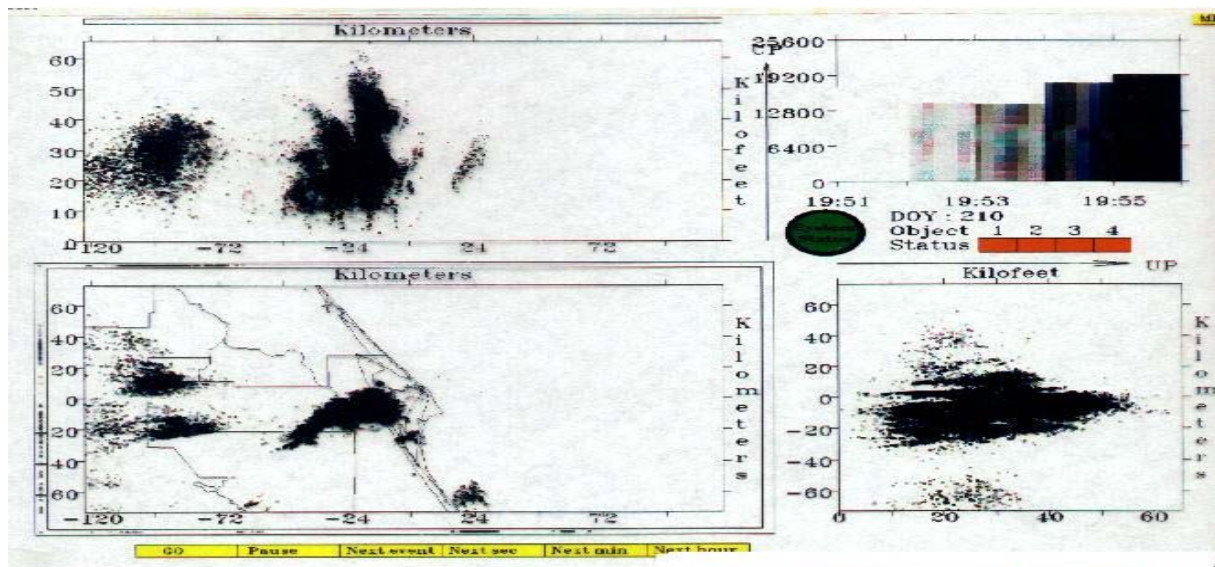 Kilometers
60
50
40
30
20
10
0
-120 -72 -24 24 72
Kilofeet
UP
25600
19200
12800
6400
0
19:51 19:53 19:55
DOY: 210
Object 1 2 3 4
Status
System
Status
Kilometers
60
40
20
0
-20
-40
-60
-120 -72 -24 24 72
Kilometers
Kilofeet
UP
60
40
20
0
-20
-40
-60
0 20 40 60
Kilometers
GO Pause Next event Next sec Next min Next hour